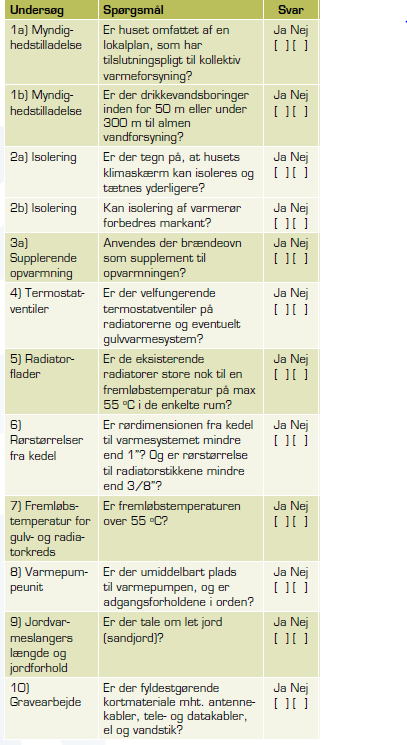 Undersøg Spørgsmål Svar
1a) Myndig- Er huset omfattet af en Ja Nej
hedstilladelse lokalplan, som har [ ] [ ]
tilslutningspligt til kollektiv
varmeforsyning?
1b) Myndig- Er der drikkevandsboringer Ja Nej
hedstilladelse inden for 50 m eller under [ ] [ ]
300 m til almen
vandforsyning?
2a) Isolering Er der tegn på, at husets Ja Nej
klimaskærm kan isoleres og [ ] [ ]
tætnes yderligere?
2b) Isolering Kan isolering af varmerør Ja Nej
forbedres markant? [ ] [ ]
3a) Anvendes der brændeovn Ja Nej
Supplerende som supplement til [ ] [ ]
opvarmning opvarmningen?
4) Termostat- Er der velfungerende Ja Nej
ventiler termostatventiler på [ ] [ ]
radiatorerne og eventuelt
gulvvarmesystem?
5) Radiator- Er de eksisterende Ja Nej
flader radiatorer store nok til en [ ] [ ]
fremløbstemperatur på max
55 ºC i de enkelte rum?
6) Er rørdimensionen fra kedel Ja Nej
Rørstørrelser til varmesystemet mindre [ ] [ ]
fra kedel end 1”? Og er rørstørrelse
til radiatorstikkene mindre
end 3/8”?
7) Fremløbs- Er fremløbstemperaturen Ja Nej
temperatur for over 55 ºC? [ ] [ ]
gulv- og radia-
torkreds
8) Varmepum- Er der umiddelbart plads Ja Nej
peunit til varmepumpen, og er [ ] [ ]
adgangsforholdene i orden?
9) Jordvar- Er der tale om let jord Ja Nej
meslangers (sandjord)? [ ] [ ]
længde og
jordforhold
10) Er der fyldestgørende Ja Nej
Gravearbejde kortmateriale mht. antenne- [ ] [ ]
kabler, tele- og datakabler,
el og vandstik?